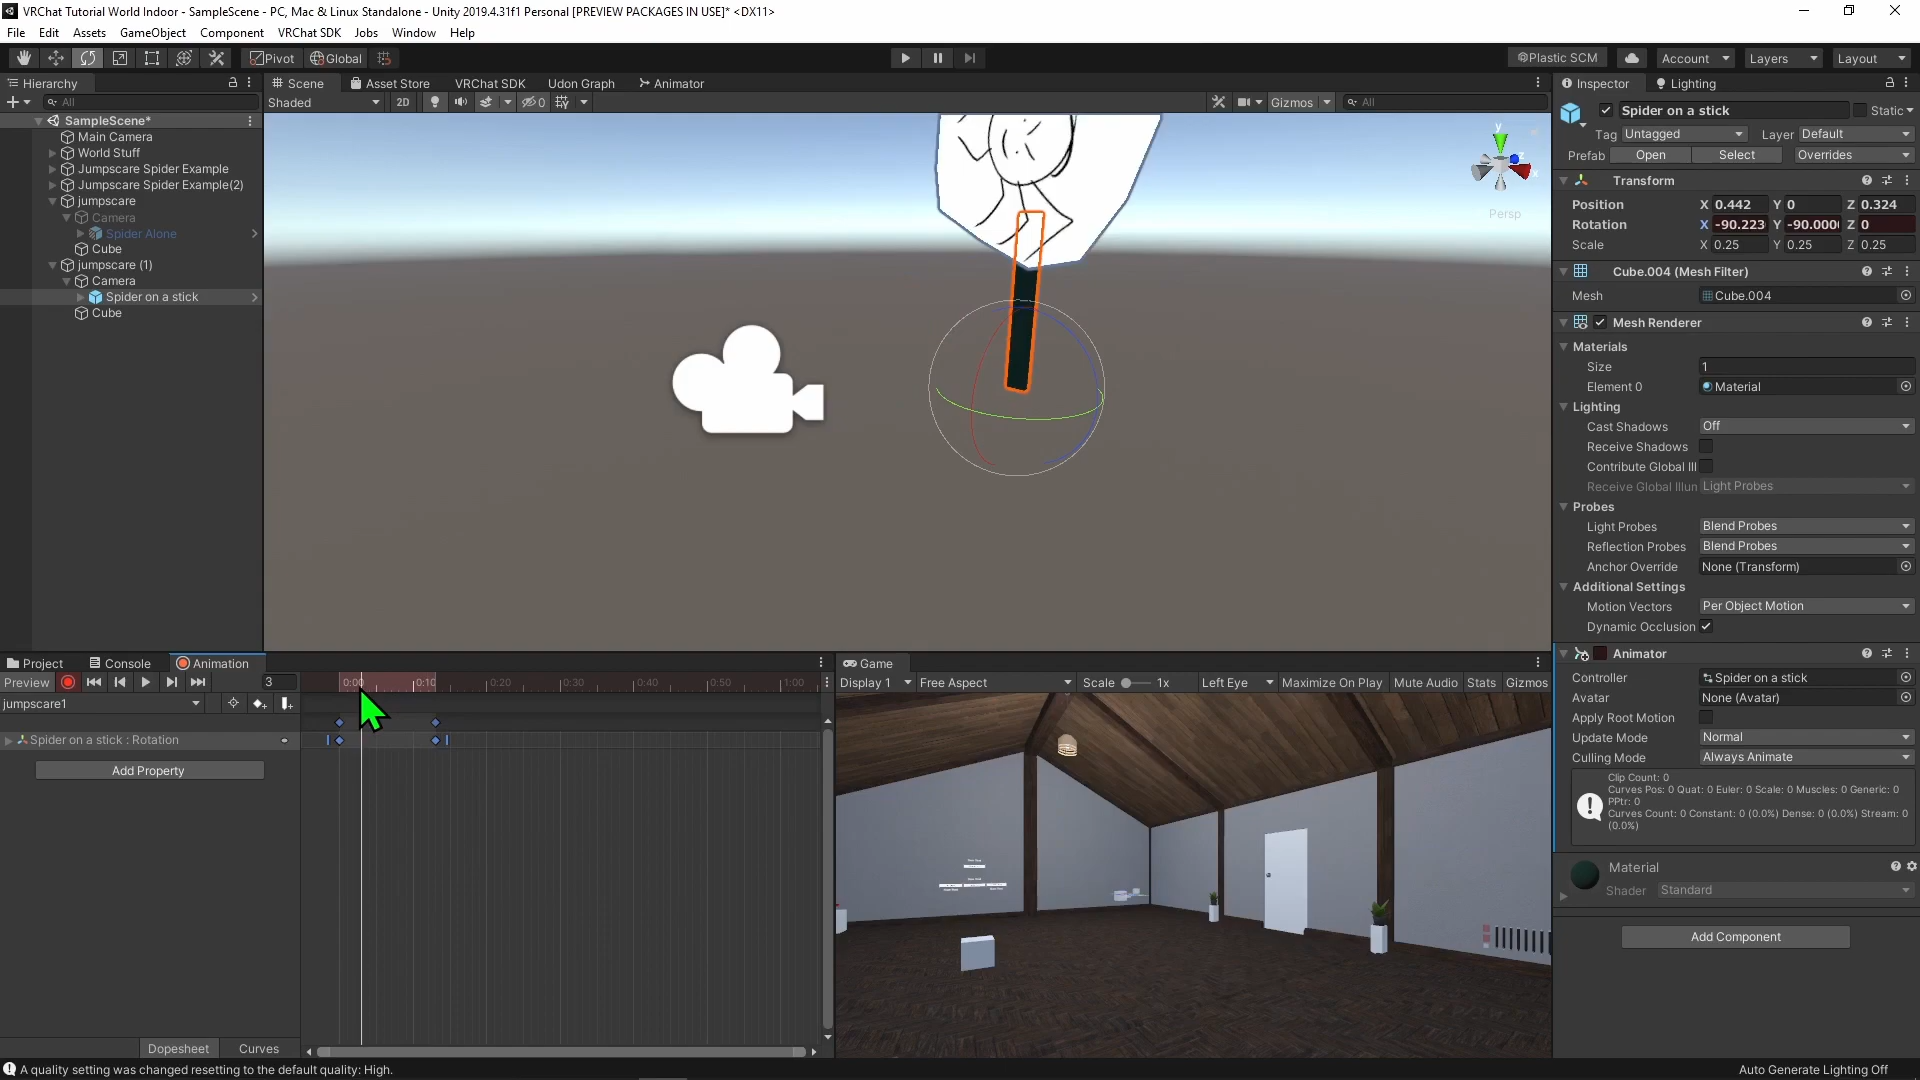 VRChat Tutorial World Indoor - SampleScene - PC, Mac & Linux Standalone - Unity 2019.4.31f1 Personal [PREVIEW PACKAGES IN USE]* <DX11>
File Edit Assets GameObject Component VRChat SDK Jobs Window Help
Pivot Global Plastic SCM Account Layers Layout
Hierarchy
All
SampleScene*
Main Camera
World Stuff
Jumpscare Spider Example
Jumpscare Spider Example(2)
jumpscare
Camera
Spider Alone
Cube
jumpscare (1)
Camera
Spider on a stick
Cube
Scene Asset Store VRChat SDK Udon Graph Animator
Shaded 2D 0 Gizmos All
y
Persp
Inspector Lighting
Spider on a stick Static
Tag Untagged Layer Default
Prefab Open Select Overrides
Transform
Position X 0.442 Y 0 Z 0.324
Rotation X -90.223 Y -90.000 Z 0
Scale X 0.25 Y 0.25 Z 0.25
Cube.004 (Mesh Filter)
Mesh Cube.004
Mesh Renderer
Materials
Size 1
Element 0 Material
Lighting
Cast Shadows Off
Receive Shadows
Contribute Global Ill
Receive Global Illun Light Probes
Probes
Light Probes Blend Probes
Reflection Probes Blend Probes
Anchor Override None (Transform)
Additional Settings
Motion Vectors Per Object Motion
Dynamic Occlusion
Animator
Controller Spider on a stick
Avatar None (Avatar)
Apply Root Motion
Update Mode Normal
Culling Mode Always Animate
Clip Count: 0
Curves Pos: 0 Quat: 0 Euler: 0 Scale: 0 Muscles: 0 Generic: 0
PPtr: 0
Curves Count: 0 Constant: 0 (0.0%) Dense: 0 (0.0%) Stream: 0
(0.0%)
Material
Shader Standard
Add Component
Project Console Animation
Preview 3 0:00 0:10 0:20 0:30 0:40 0:50 1:00
jumpscare1
Spider on a stick : Rotation
Add Property
Dopesheet Curves
Game
Display 1 Free Aspect Scale 1x Left Eye Maximize On Play Mute Audio Stats Gizmos
A quality setting was changed resetting to the default quality: High.
Auto Generate Lighting Off